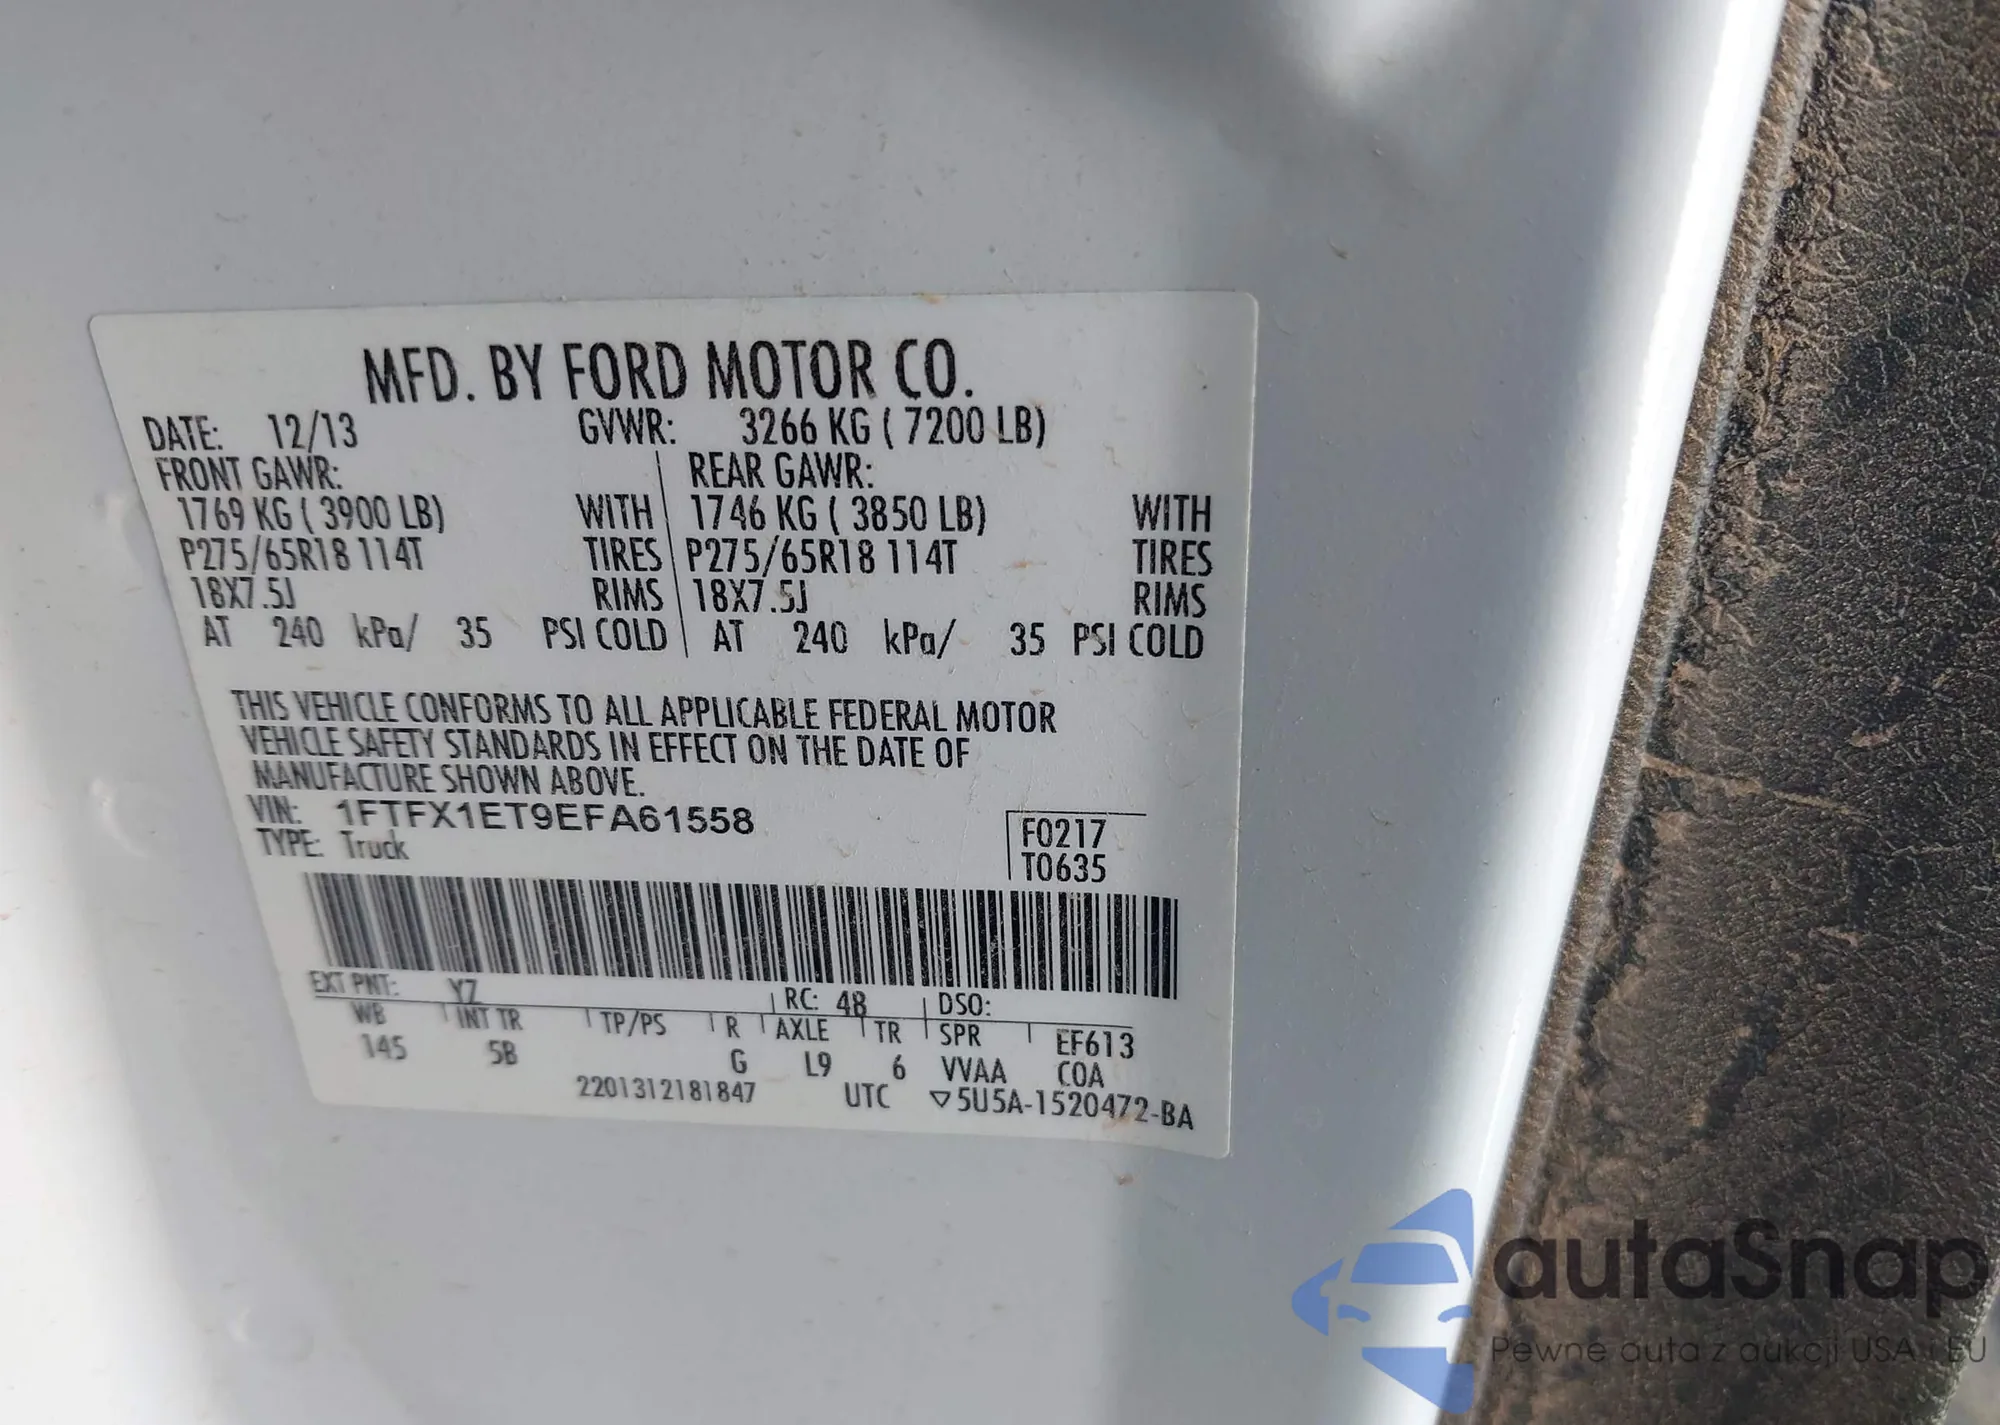 MFD. BY FORD MOTOR CO.
DATE: 12/13 GVWR: 3266 KG ( 7200 LB)
FRONT GAWR: REAR GAWR:
1769 KG ( 3900 LB) WITH 1746 KG ( 3850 LB) WITH
P275/65R18 114T TIRES P275/65R18 114T TIRES
18X7.5J RIMS 18X7.5J RIMS
AT 240 kPa/ 35 PSI COLD AT 240 kPa/ 35 PSI COLD
THIS VEHICLE CONFORMS TO ALL APPLICABLE FEDERAL MOTOR
VEHICLE SAFETY STANDARDS IN EFFECT ON THE DATE OF
MANUFACTURE SHOWN ABOVE.
VIN: 1FTFX1ET9EFA61558
TYPE: Truck
F0217
T0635
EXT PNT: YZ RC: 48 DSO:
WB INT TR TP/PS R AXLE TR SPR EF613
145 5B G L9 6 VVAA COA
2201312181847 UTC ▽5U5A-1520472-BA
autaSnap
Pewne auta z aukcji USA i EU